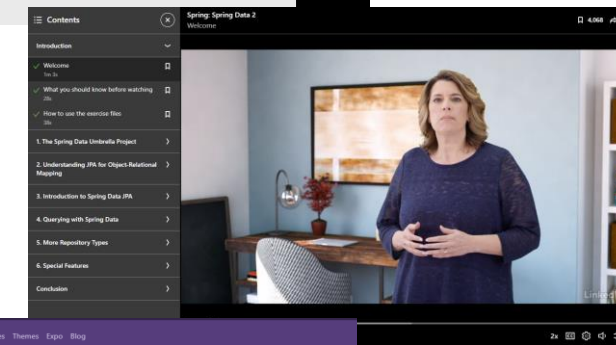 Contents
Spring: Spring Data 2
Welcome
4,068
Introduction
Welcome
1m 3s
What you should know before watching
28s
How to use the exercise files
38s
1. The Spring Data Umbrella Project
2. Understanding JPA for Object-Relational
Mapping
3. Introduction to Spring Data JPA
4. Querying with Spring Data
5. More Repository Types
6. Special Features
Conclusion
Linked
2x
Themes Expo Blog